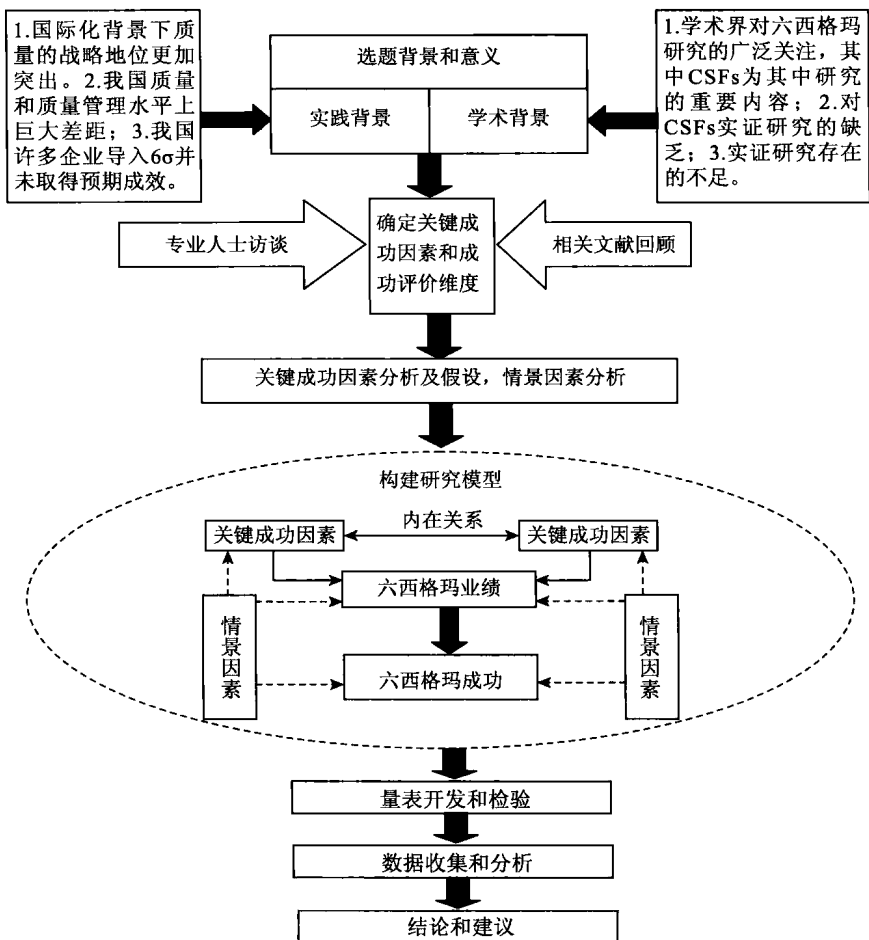 1.国际化背景下质
量的战略地位更加
突出。2.我国质量
和质量管理水平上
巨大差距；3.我国
许多企业导入6σ并
未取得预期成效。
选题背景和意义
实践背景
学术背景
1.学术界对六西格玛
研究的广泛关注，其
中CSFs为其中研究
的重要内容；2.对
CSFs实证研究的缺
乏；3.实证研究存在
的不足。
专业人士访谈
确定关键成
功因素和成
功评价维度
相关文献回顾
关键成功因素分析及假设，情景因素分析
构建研究模型
关键成功因素
内在关系
关键成功因素
六西格玛业绩
情景因素
情景因素
六西格玛成功
量表开发和检验
数据收集和分析
结论和建议